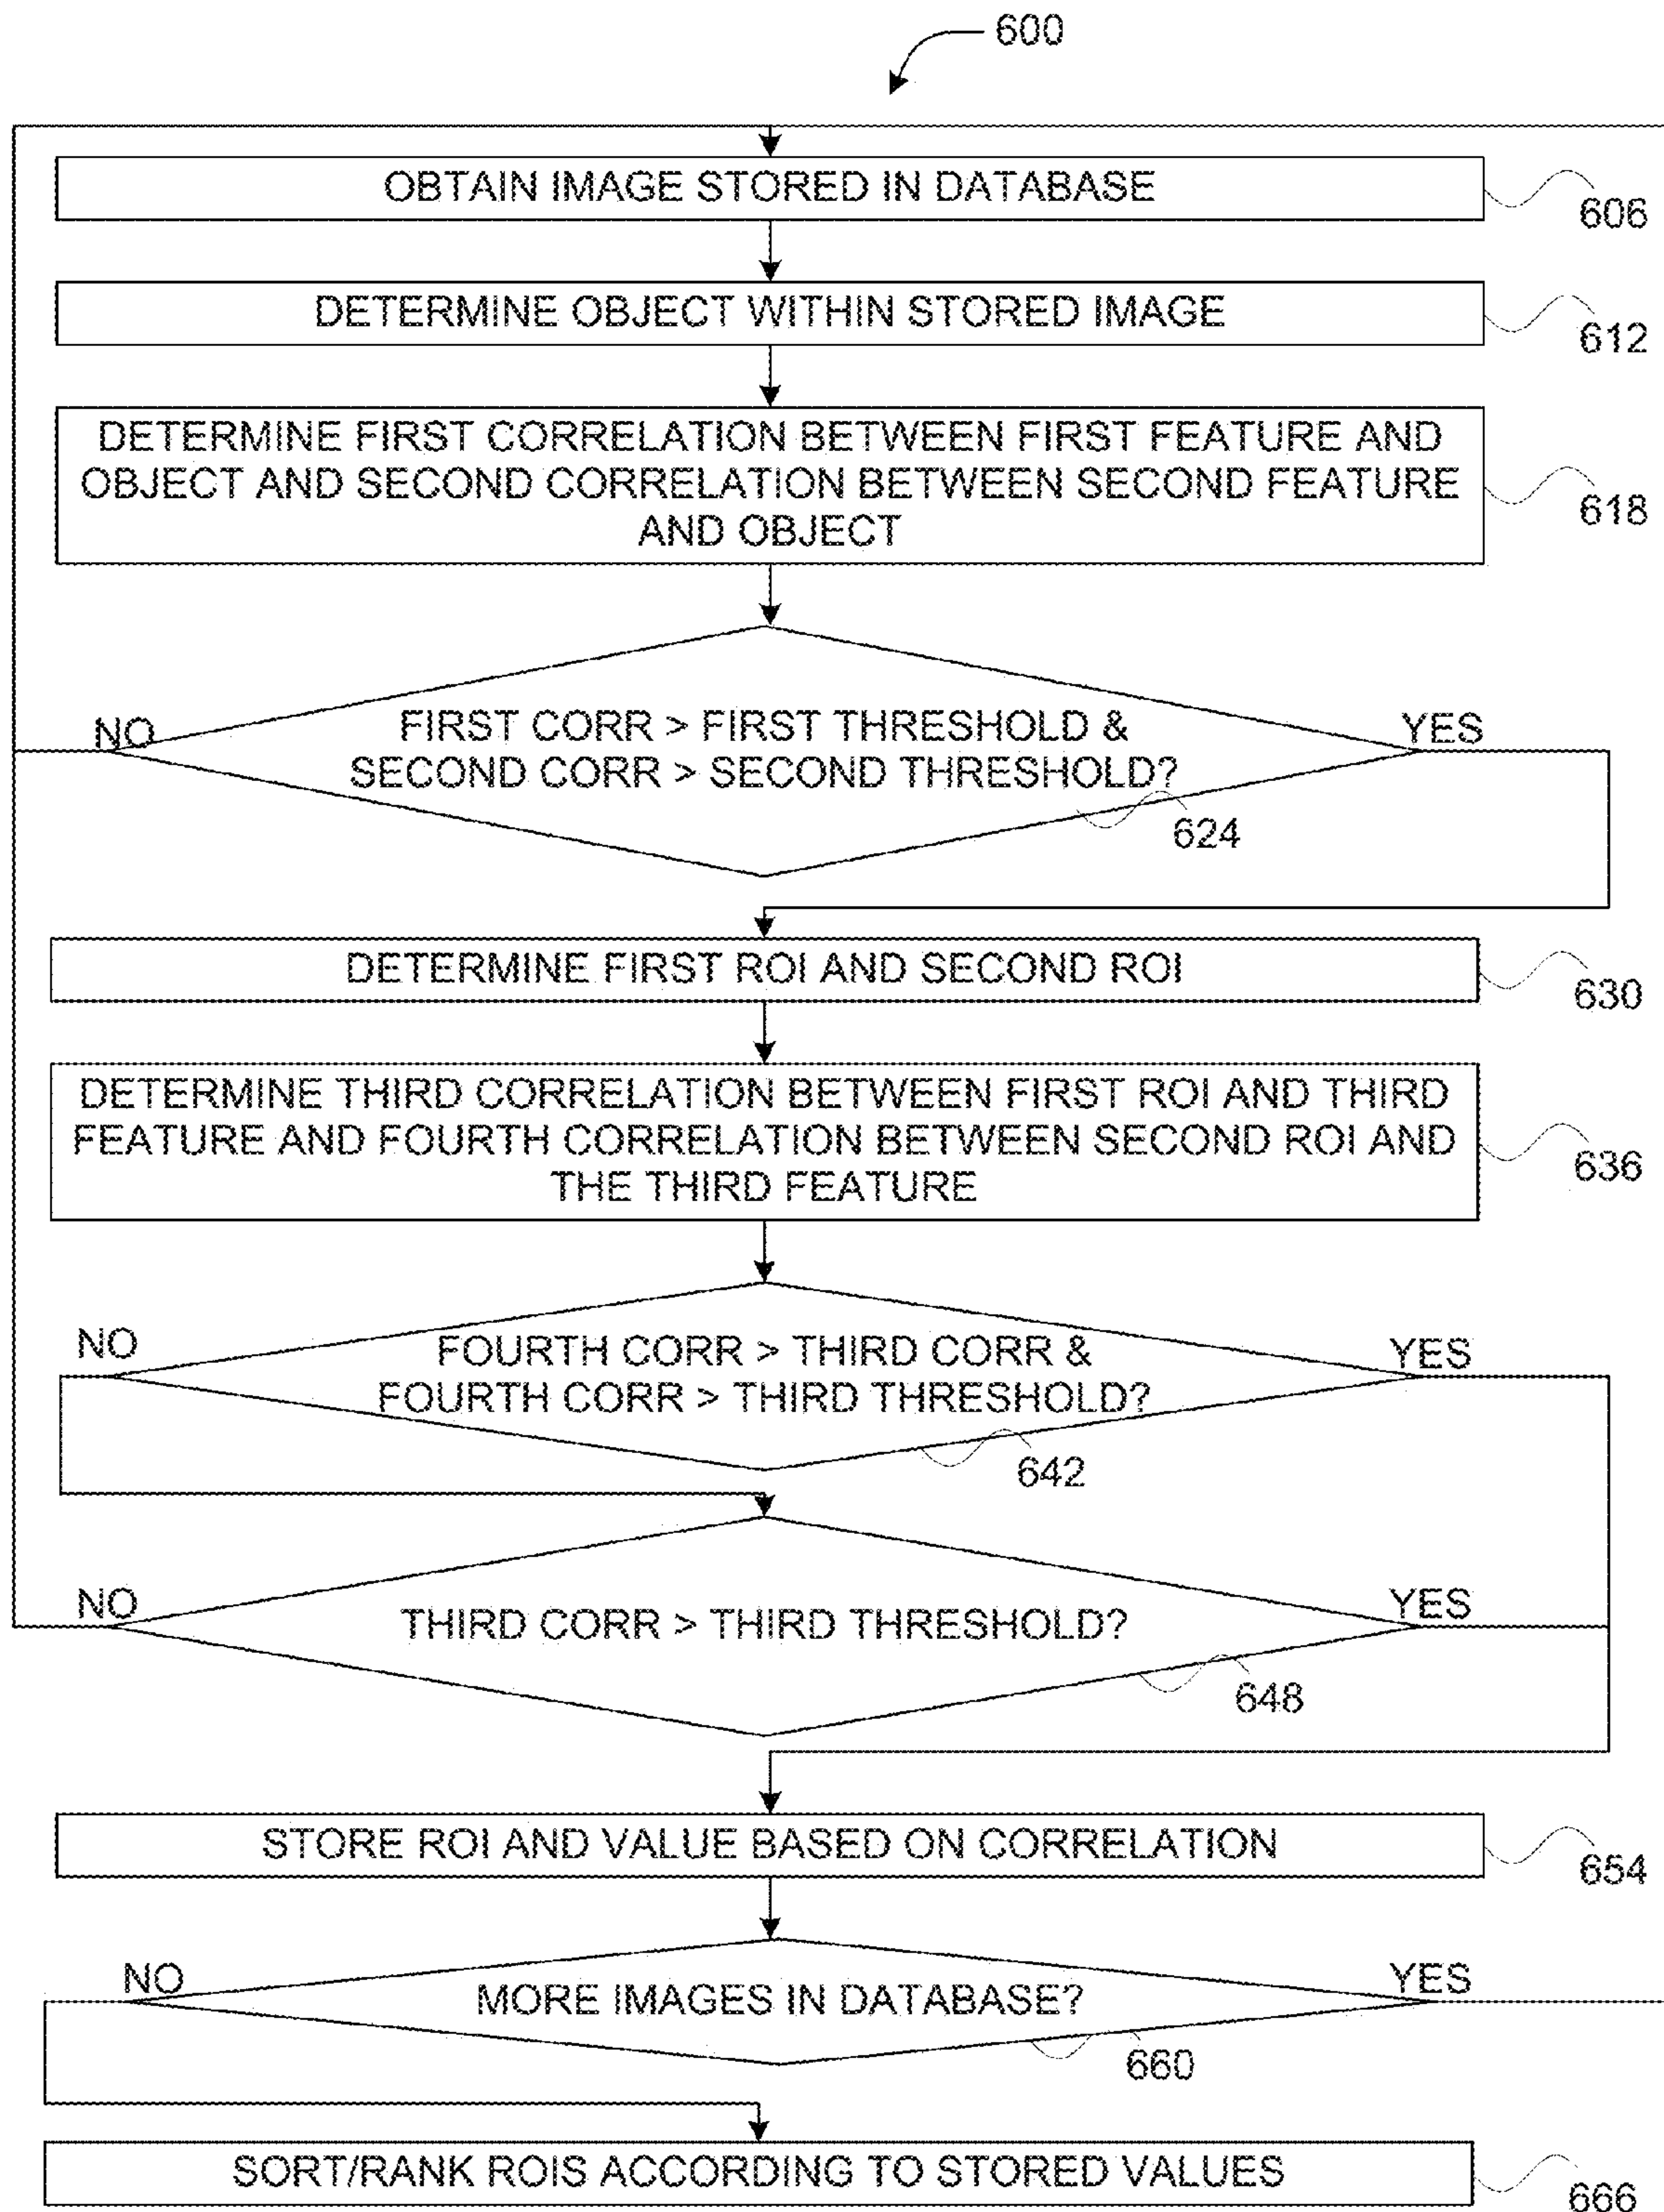 600
OBTAIN IMAGE STORED IN DATABASE
606
DETERMINE OBJECT WITHIN STORED IMAGE
612
DETERMINE FIRST CORRELATION BETWEEN FIRST FEATURE AND
OBJECT AND SECOND CORRELATION BETWEEN SECOND FEATURE
AND OBJECT
618
NO
FIRST CORR > FIRST THRESHOLD &
SECOND CORR > SECOND THRESHOLD?
YES
624
DETERMINE FIRST ROI AND SECOND ROI
630
DETERMINE THIRD CORRELATION BETWEEN FIRST ROI AND THIRD
FEATURE AND FOURTH CORRELATION BETWEEN SECOND ROI AND
THE THIRD FEATURE
636
NO
FOURTH CORR > THIRD CORR &
FOURTH CORR > THIRD THRESHOLD?
YES
642
NO
THIRD CORR > THIRD THRESHOLD?
YES
648
STORE ROI AND VALUE BASED ON CORRELATION
654
NO
MORE IMAGES IN DATABASE?
YES
660
SORT/RANK ROIS ACCORDING TO STORED VALUES
666